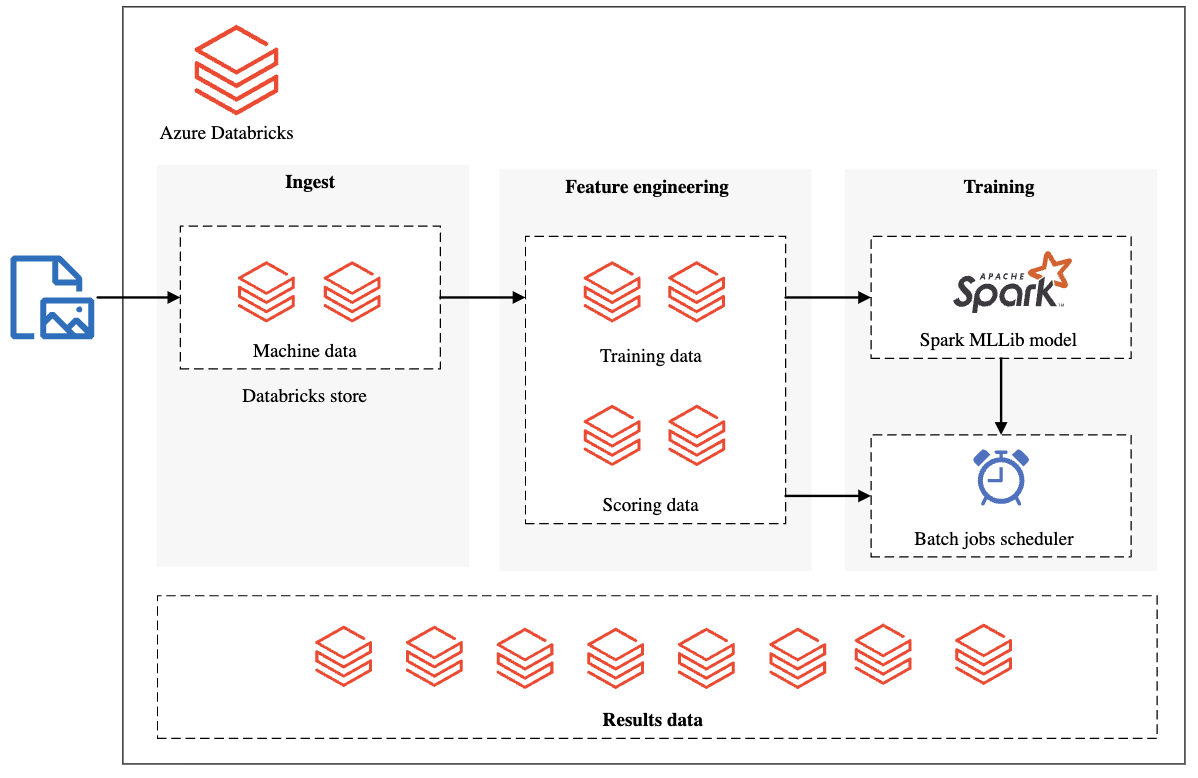 Azure Databricks
Ingest
Machine data
Databricks store
Feature engineering
Training data
Scoring data
Training
APACHE
Spark
TM
Spark MLLib model
Batch jobs scheduler
Results data